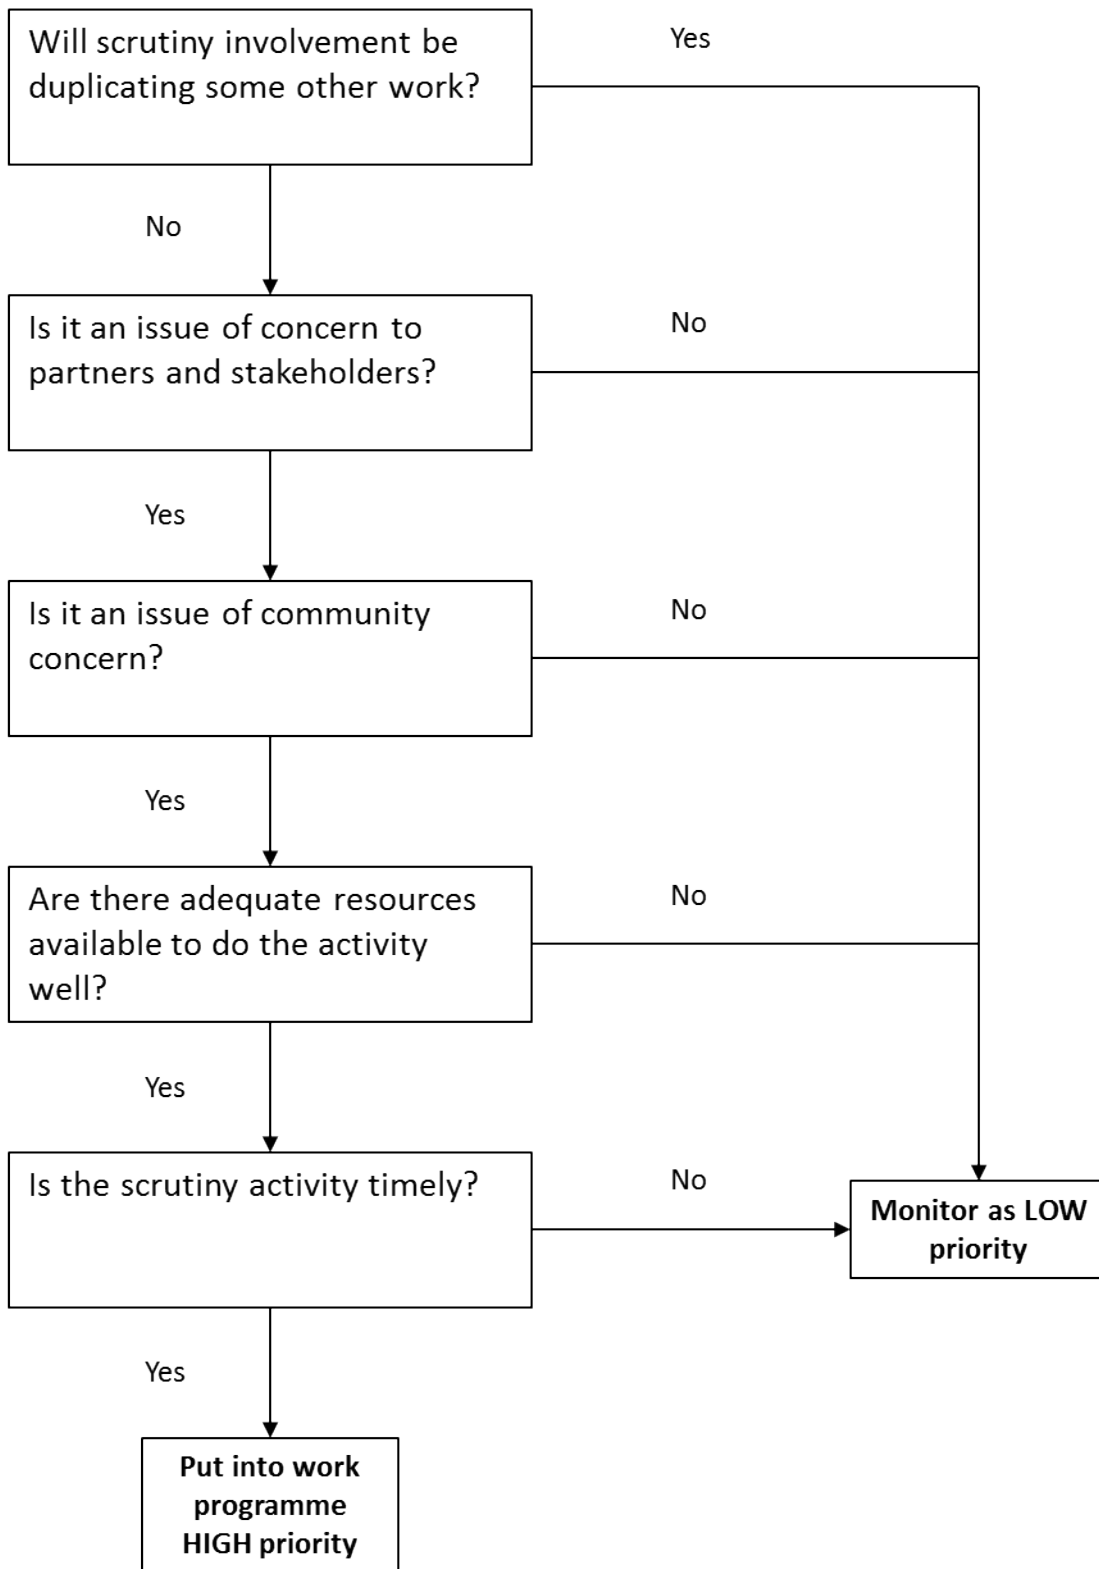 Will scrutiny involvement be
duplicating some other work?
Yes
No
Is it an issue of concern to
partners and stakeholders?
No
Yes
Is it an issue of community
concern?
No
Yes
Are there adequate resources
available to do the activity
well?
No
Yes
Is the scrutiny activity timely?
No
Monitor as LOW
priority
Yes
Put into work
programme
HIGH priority